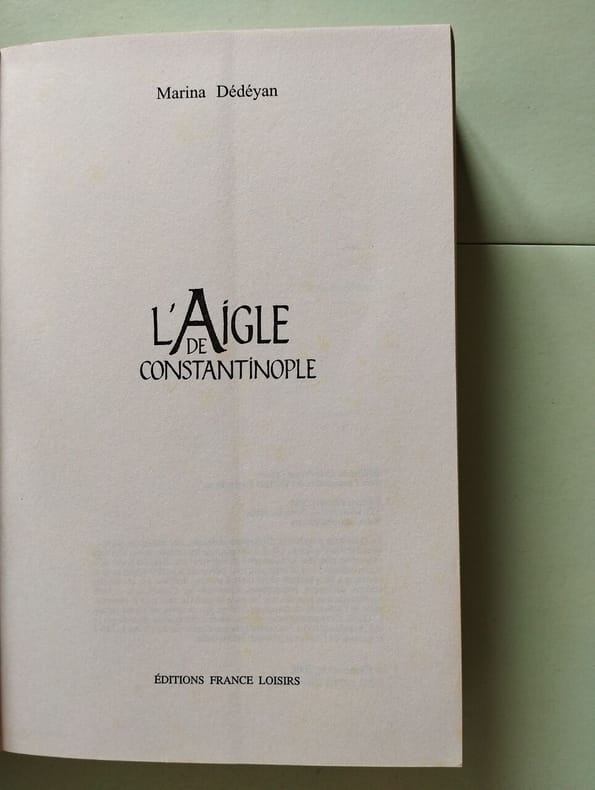 Marina Dédéyan
L'AiGLE
DE
CONSTANTiNOPLE
ÉDITIONS FRANCE LOISIRS